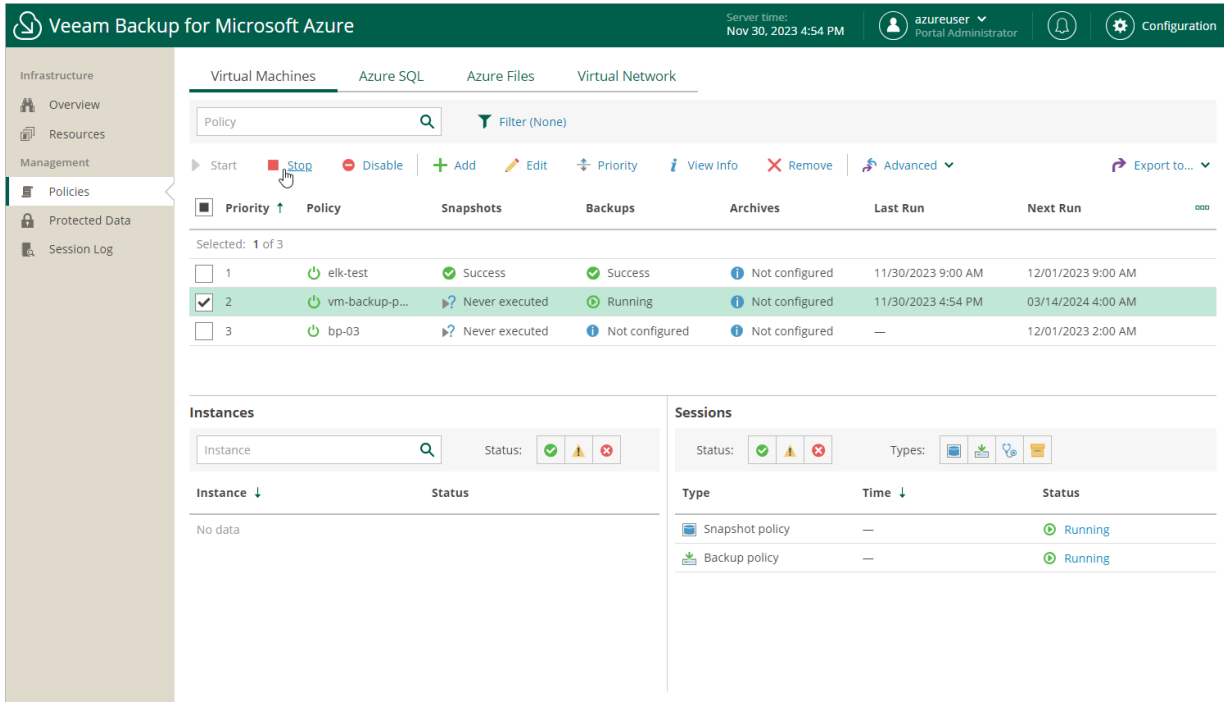 Veeam Backup for Microsoft Azure
Server time:
Nov 30, 2023 4:54 PM
azureuser
Portal Administrator
Configuration
Infrastructure
Overview
Resources
Management
Policies
Protected Data
Session Log
Virtual Machines Azure SQL Azure Files Virtual Network
Policy Filter (None)
Start Stop Disable Add Edit Priority View Info Remove Advanced Export to...
Priority Policy Snapshots Backups Archives Last Run Next Run
Selected: 1 of 3
1 elk-test Success Success Not configured 11/30/2023 9:00 AM 12/01/2023 9:00 AM
2 vm-backup-p... Never executed Running Not configured 11/30/2023 4:54 PM 03/14/2024 4:00 AM
3 bp-03 Never executed Not configured Not configured — 12/01/2023 2:00 AM
Instances
Instance Status:
Instance Status
No data
Sessions
Status: Types:
Type Time Status
Snapshot policy — Running
Backup policy — Running